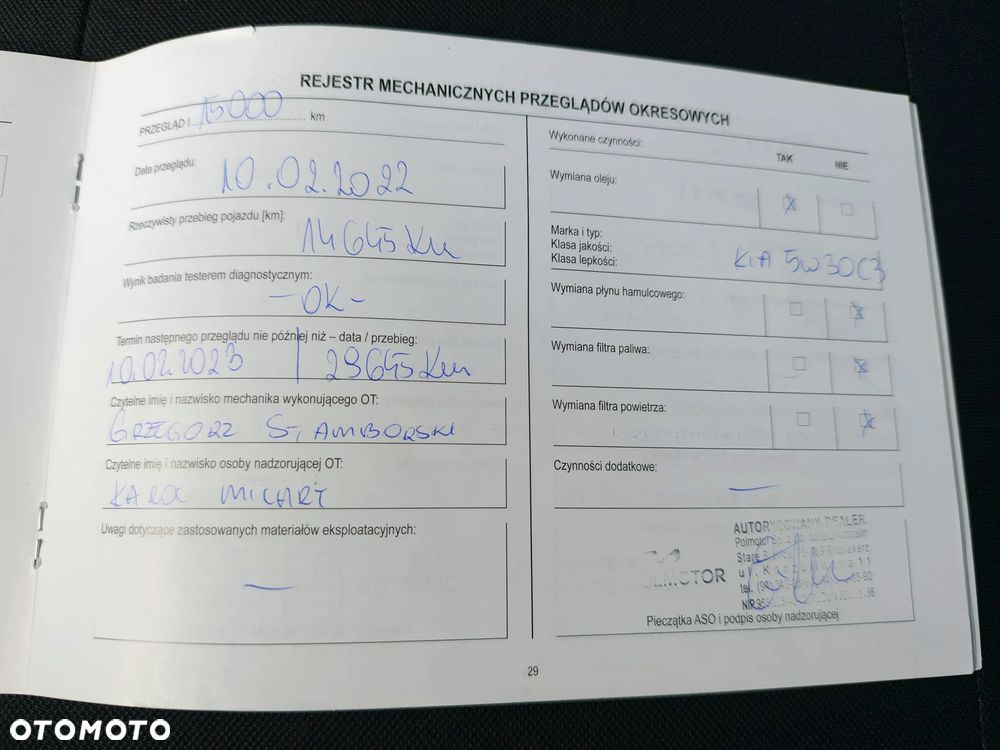 REJESTR MECHANICZNYCH PRZEGLĄDÓW OKRESOWYCH
PRZEGLĄD I... 15000 ... km
Data przeglądu:
10.02.2022
Rzeczywisty przebieg pojazdu [km]:
14645 Km
Wynik badania testerem diagnostycznym:
- OK -
Termin następnego przeglądu nie później niż – data / przebieg:
10.02.2023 | 29645 Km
Czytelne imię i nazwisko mechanika wykonującego OT:
GRZEGORZ
Czytelne imię i nazwisko osoby nadzorującej OT:
KAROL
Uwagi dotyczące zastosowanych materiałów eksploatacyjnych:
—
Wykonane czynności:
TAK NIE
Wymiana oleju:
Marka i typ:
Klasa jakości:
Klasa lepkości:
KIA 5W30 C3
Wymiana płynu hamulcowego:
Wymiana filtra paliwa:
Wymiana filtra powietrza:
Czynności dodatkowe:
—
AUTORYZOWANY DEALER
Pieczątka ASO i podpis osoby nadzorującej
29
OTOMOTO